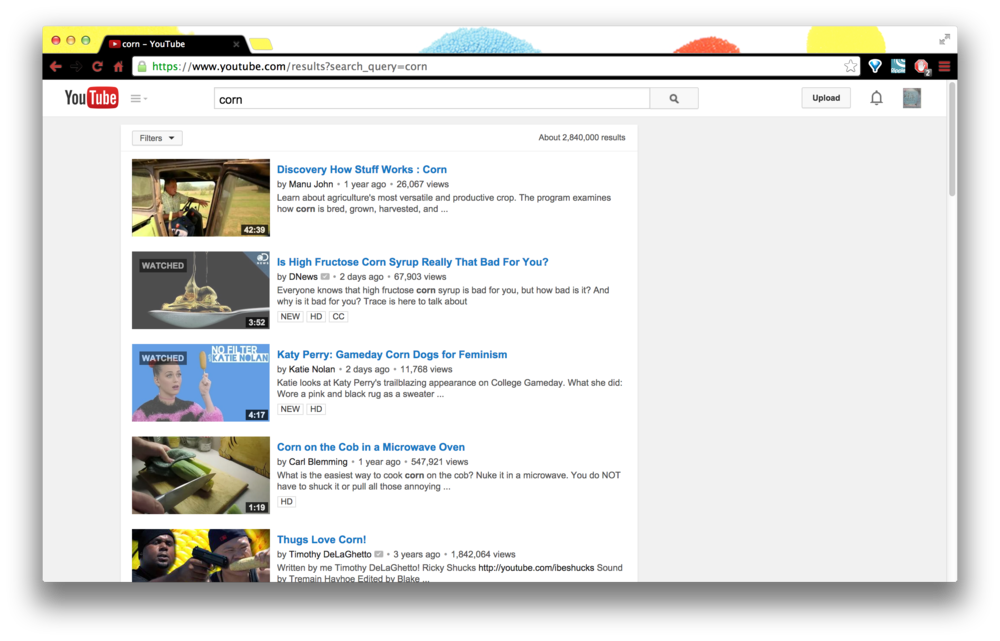 corn - YouTube
https://www.youtube.com/results?search_query=corn
2
YouTube
corn
Upload
Filters
About 2,840,000 results
42:39
Discovery How Stuff Works : Corn
by Manu John • 1 year ago • 26,067 views
Learn about agriculture's most versatile and productive crop. The program examines
how corn is bred, grown, harvested, and ...
WATCHED
3:52
Is High Fructose Corn Syrup Really That Bad For You?
by DNews • 2 days ago • 67,903 views
Everyone knows that high fructose corn syrup is bad for you, but how bad is it? And
why is it bad for you? Trace is here to talk about
NEW HD CC
WATCHED
NO FILTER
KATIE NOLAN
4:17
Katy Perry: Gameday Corn Dogs for Feminism
by Katie Nolan • 2 days ago • 11,768 views
Katie looks at Katy Perry's trailblazing appearance on College Gameday. What she did:
Wore a pink and black rug as a sweater ...
NEW HD
1:19
Corn on the Cob in a Microwave Oven
by Carl Blemming • 1 year ago • 547,921 views
What is the easiest way to cook corn on the cob? Nuke it in a microwave. You do NOT
have to shuck it or pull all those annoying ...
HD
Thugs Love Corn!
by Timothy DeLaGhetto • 3 years ago • 1,842,064 views
Written by me Timothy DeLaGhetto! Ricky Shucks http://youtube.com/ibeshucks Sound
by Tremain Hayhoe Edited by Blake ...